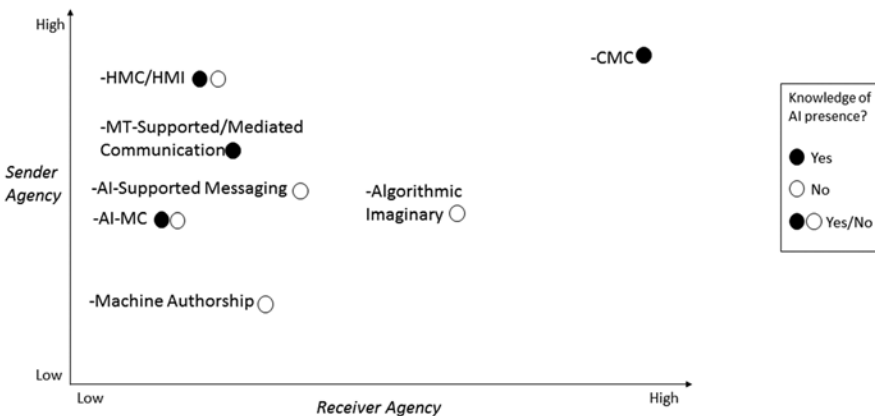 High
-CMC
-HMC/HMI
Knowledge of
AI presence?
-MT-Supported/Mediated
Communication
Yes
Sender
Agency
-AI-Supported Messaging
-Algorithmic
Imaginary
No
-AI-MC
Yes/No
-Machine Authorship
Low
Low
High
Receiver Agency